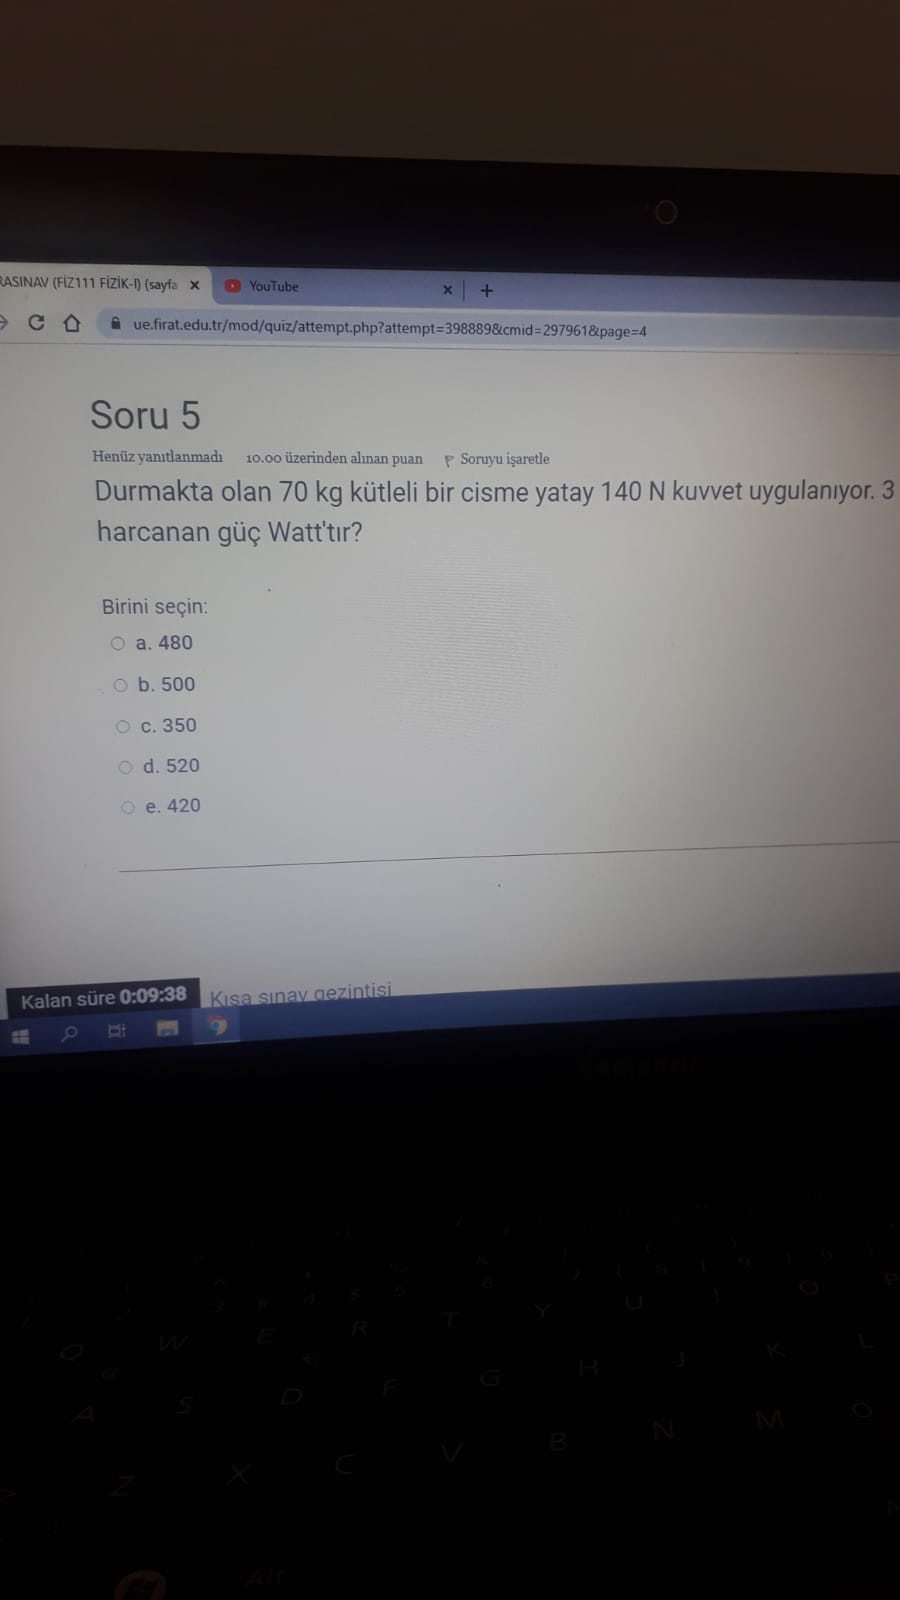 RASINAV (FİZ111 FİZİK-I) (sayfa
YouTube
ue.firat.edu.tr/mod/quiz/attempt.php?attempt=398889&cmid=297961&page=4
Soru 5
Henüz yanıtlanmadı 10.00 üzerinden alınan puan Soruyu işaretle
Durmakta olan 70 kg kütleli bir cisme yatay 140 N kuvvet uygulanıyor. 3
harcanan güç Watt'tır?
Birini seçin:
a. 480
b. 500
c. 350
d. 520
e. 420
Kalan süre 0:09:38 Kısa sınav gezintisi
Q W E R T Y U I O P
A S D F G H J K L
Z X C V B N M Ö